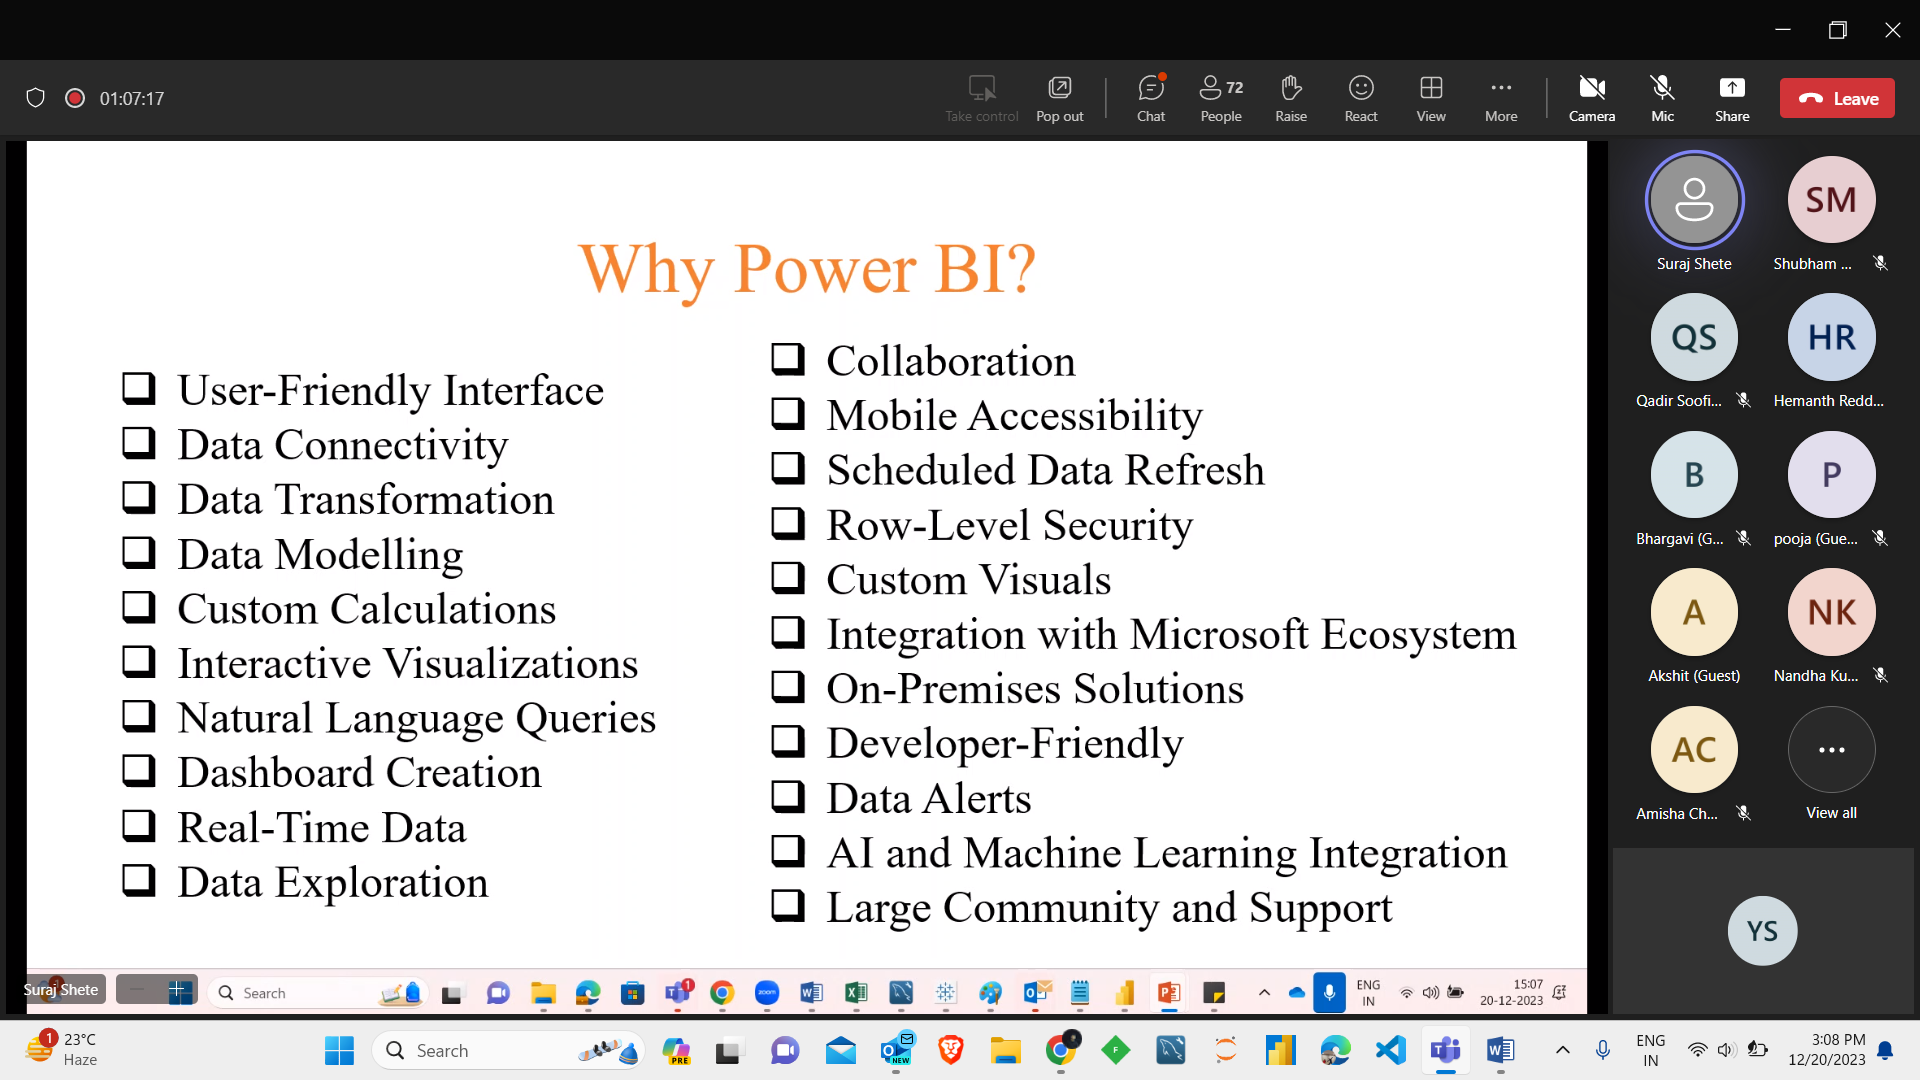 01:07:17
Take control
Pop out
Chat
72
People
Raise
React
View
More
Camera
Mic
Share
Leave
Why Power BI?
User-Friendly Interface
Data Connectivity
Data Transformation
Data Modelling
Custom Calculations
Interactive Visualizations
Natural Language Queries
Dashboard Creation
Real-Time Data
Data Exploration
Collaboration
Mobile Accessibility
Scheduled Data Refresh
Row-Level Security
Custom Visuals
Integration with Microsoft Ecosystem
On-Premises Solutions
Developer-Friendly
Data Alerts
AI and Machine Learning Integration
Large Community and Support
Suraj Shete
SM
Shubham ...
QS
Qadir Soofi...
HR
Hemanth Redd...
B
Bhargavi (G...
P
pooja (Gue...
A
Akshit (Guest)
NK
Nandha Ku...
AC
Amisha Ch...
View all
YS
Suraj Shete
Search
1
zoom
ENG
IN
15:07
20-12-2023
1
23°C
Haze
Search
PRE
NEW
ENG
IN
3:08 PM
12/20/2023